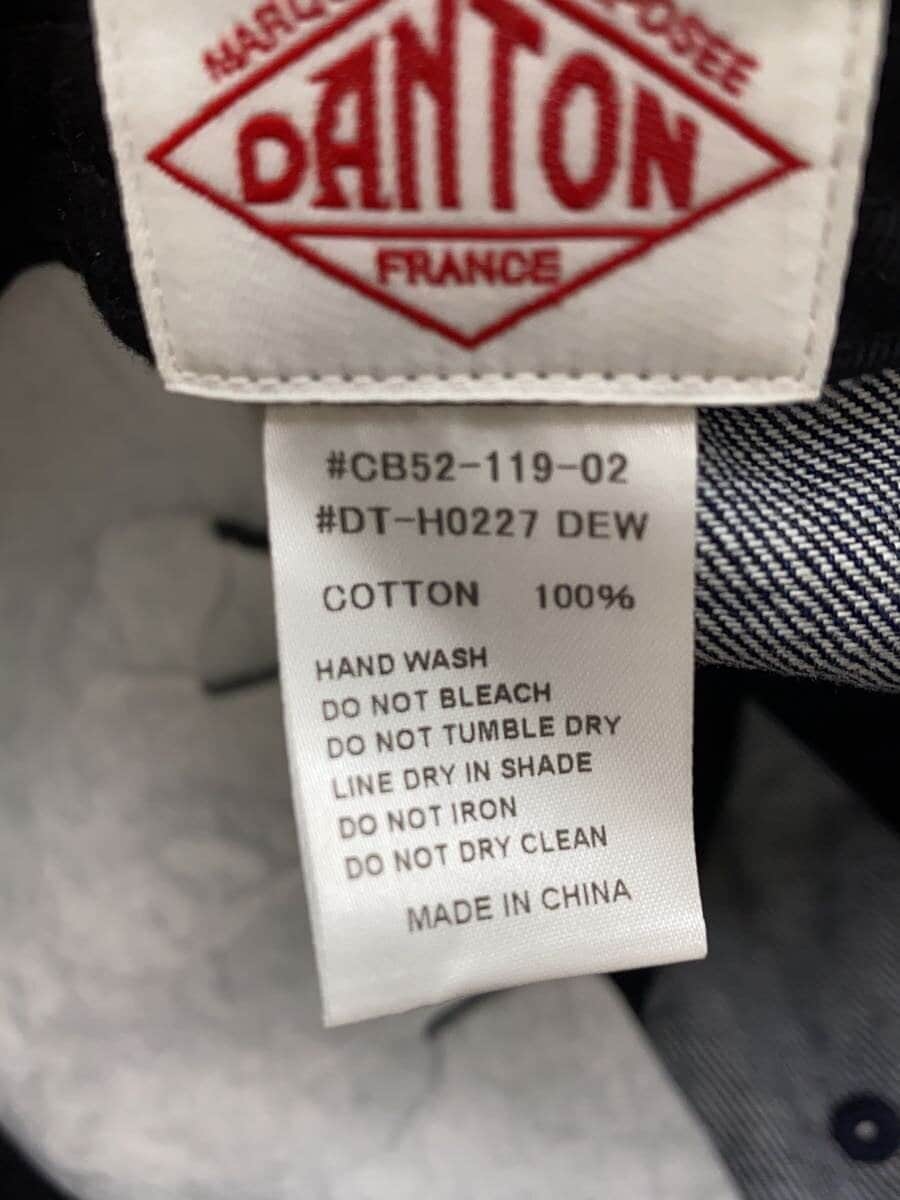 DANTON
FRANCE
#CB52-119-02
#DT-H0227 DEW
COTTON 100%
HAND WASH
DO NOT BLEACH
DO NOT TUMBLE DRY
LINE DRY IN SHADE
DO NOT IRON
DO NOT DRY CLEAN
MADE IN CHINA